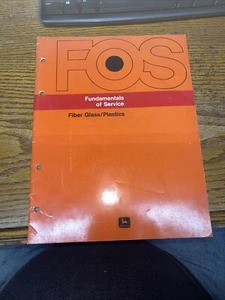 FOS
Fundamentals
of Service
Fiber Glass/Plastics